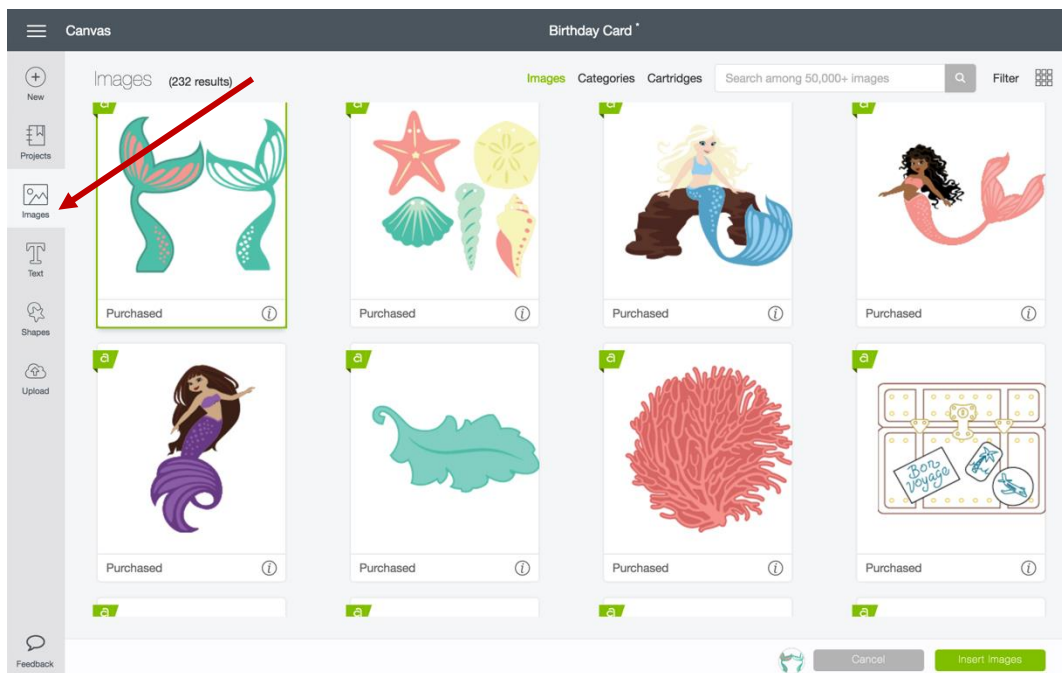 Canvas
Birthday Card *
New
Projects
Images
Text
Shapes
Upload
Feedback
Images (232 results)
Images Categories Cartridges Search among 50,000+ images Filter
a a a a
Purchased Purchased Purchased Purchased
a a a a
Bon
Voyage
Purchased Purchased Purchased Purchased
a a a a
Cancel Insert Images